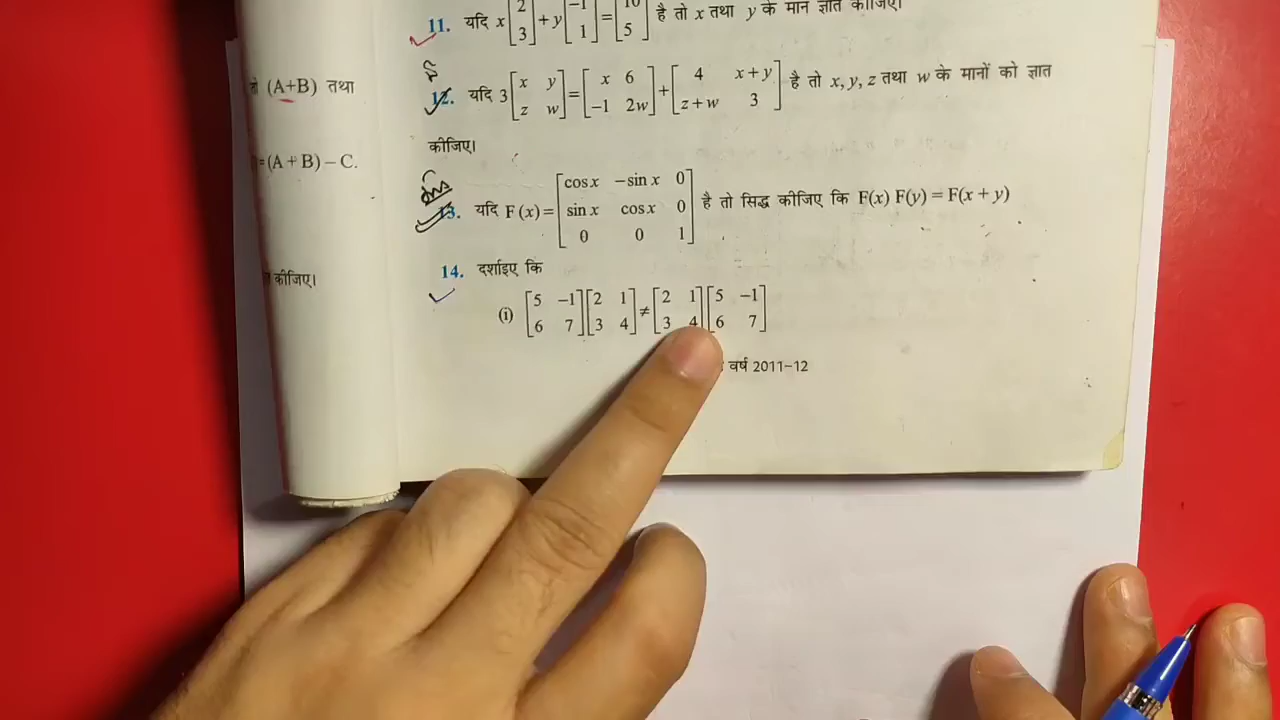 11. यदि x [2 3] + y [-1 1] = [10 5] है तो x तथा y के मान ज्ञात कीजिए।
(A+B) तथा
12. यदि 3 [x y z w] = [x 6 -1 2w] + [4 x+y z+w 3] है तो x, y, z तथा w के मानों को ज्ञात
कीजिए।
=(A + B) – C.
13. यदि F (x) = [cos x -sin x 0 sin x cos x 0 0 0 1] है तो सिद्ध कीजिए कि F(x) F(y) = F(x + y)
14. दर्शाइए कि
कीजिए।
(i) [5 -1 6 7] [2 1 3 4] ≠ [2 1 3 4] [5 -1 6 7]
वर्ष 2011-12